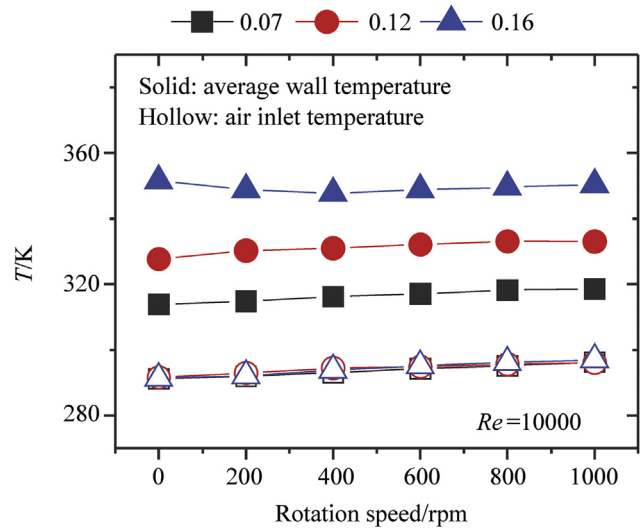 0.07 0.12 0.16
Solid: average wall temperature
Hollow: air inlet temperature
360
320
280
T/K
Re=10000
0 200 400 600 800 1000
Rotation speed/rpm